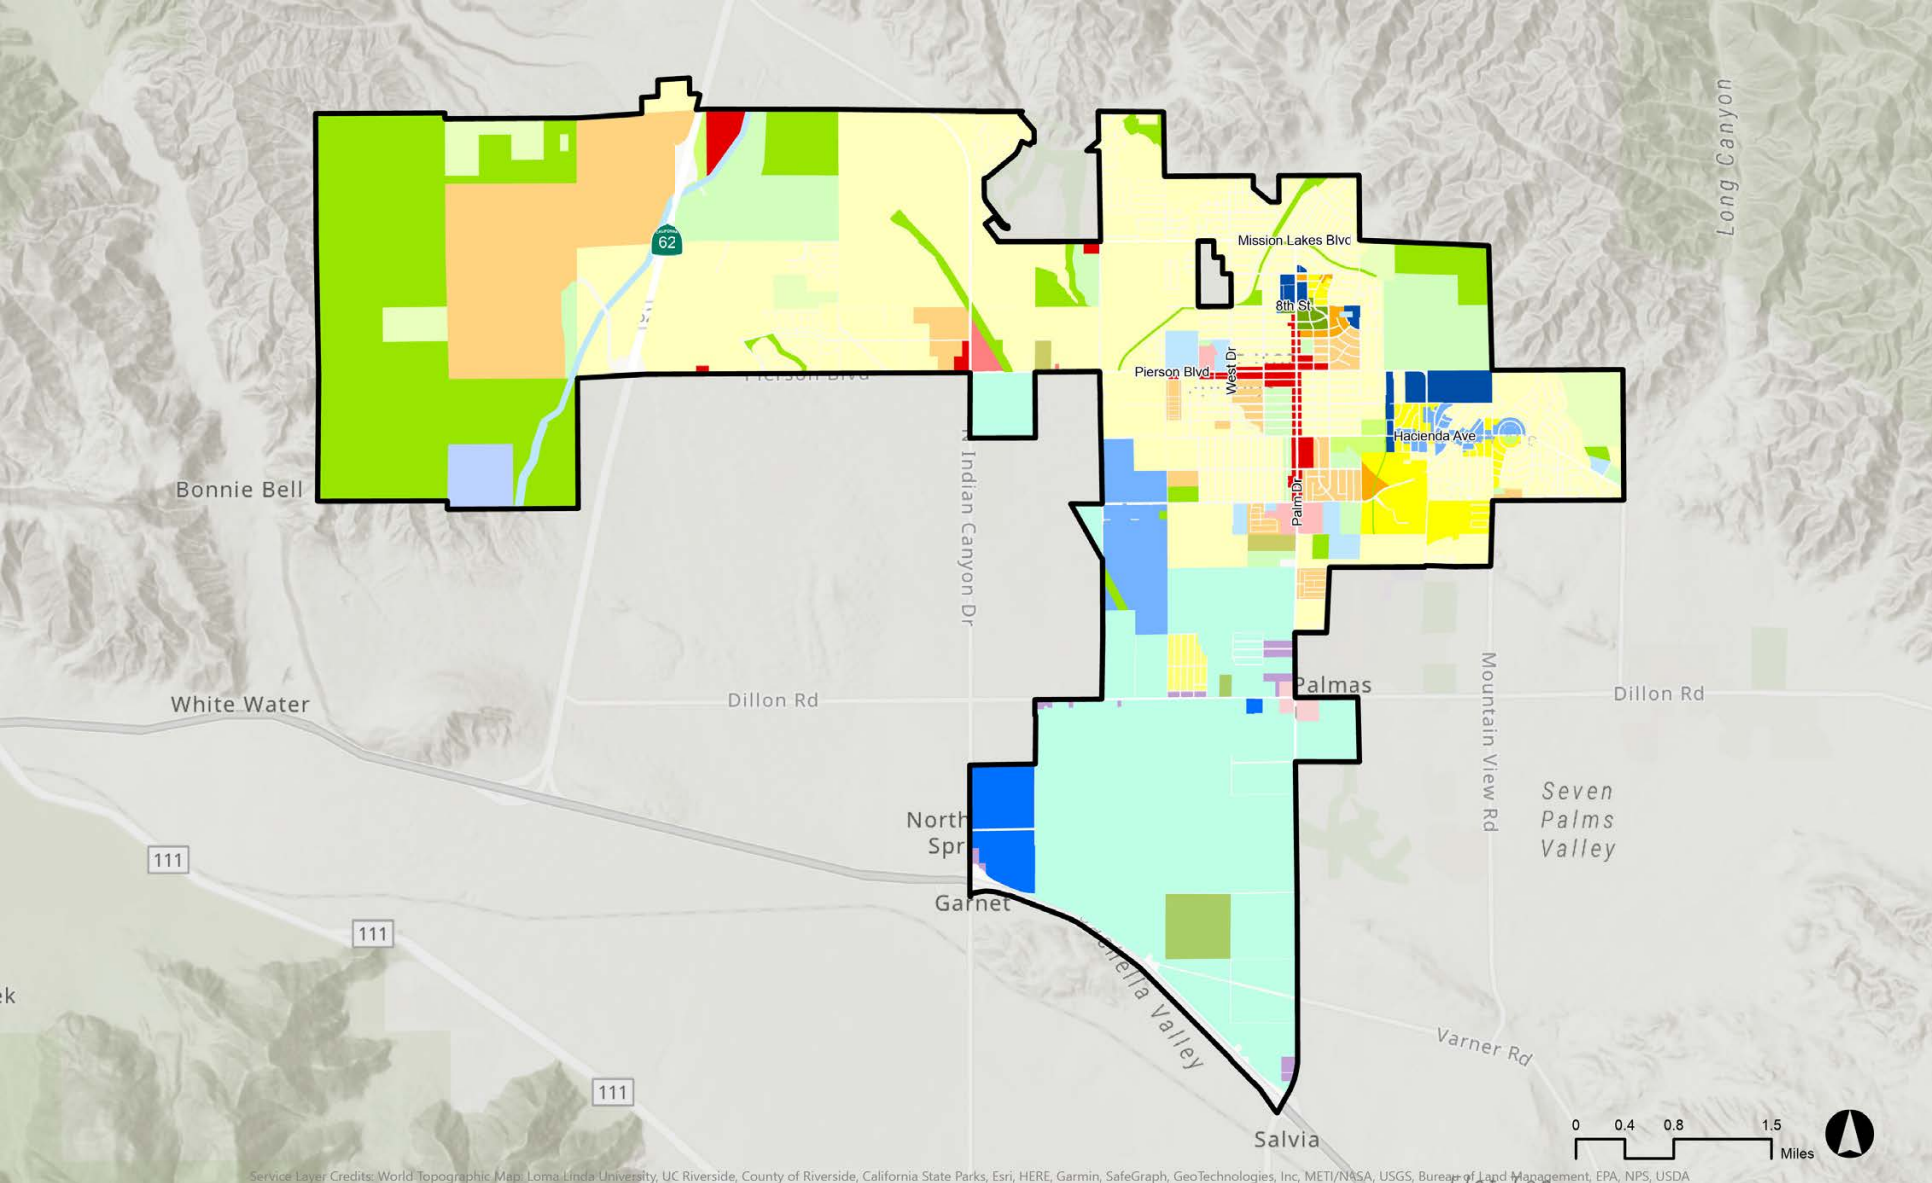 Long Canyon
CALIFORNIA
62
Mission Lakes Blvd
8th St
West Dr
Pierson Blvd
Pierson Blvd
Hacienda Ave
Bonnie Bell
N Indian Canyon Dr
Palm Dr
White Water
Dillon Rd
Palmas
Dillon Rd
Mountain View Rd
Seven
Palms
Valley
North
Spr
111
Garnet
111
Valley
ek
Varner Rd
111
Salvia
0 0.4 0.8 1.5
Miles
Service Layer Credits: World Topographic Map: Loma Linda University, UC Riverside, County of Riverside, California State Parks, Esri, HERE, Garmin, SafeGraph, GeoTechnologies, Inc, METI/NASA, USGS, Bureau of Land Management, EPA, NPS, USDA